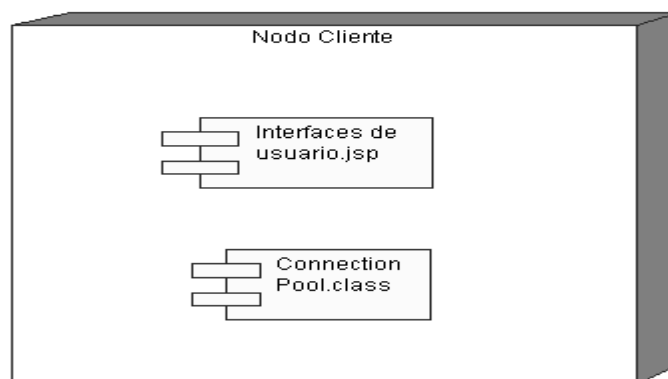 Nodo Cliente
Interfaces de
usuario.jsp
Connection
Pool.class